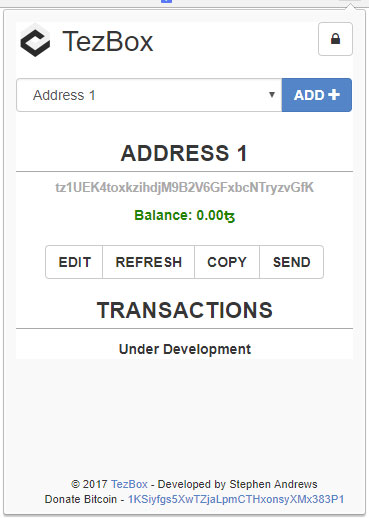 TezBox
Address 1
ADD
ADDRESS 1
tz1UEK4toxkzihdjM9B2V6GFxbcNTryzvGfK
Balance: 0.00ꜩ
EDIT REFRESH COPY SEND
TRANSACTIONS
Under Development
© 2017 TezBox - Developed by Stephen Andrews
Donate Bitcoin - 1KSiyfgs5XwTZjaLpmCTHxonsyXMx383P1